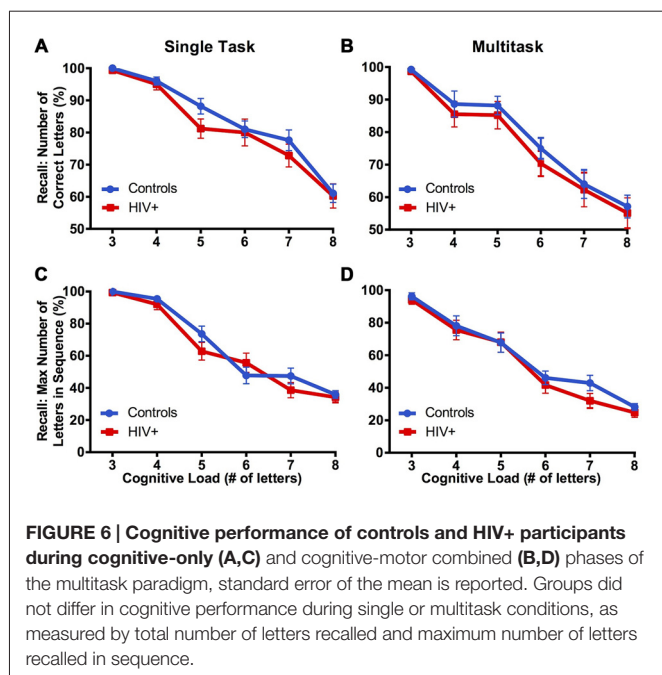 A Single Task
B Multitask
Recall: Number of
Correct Letters (%)
100
90
80
70
60
50
Controls
HIV+
3 4 5 6 7 8
100
90
80
70
60
50
Controls
HIV+
3 4 5 6 7 8
C
D
Recall: Max Number of
Letters in Sequence (%)
100
80
60
40
20
0
Controls
HIV+
3 4 5 6 7 8
Cognitive Load (# of letters)
100
80
60
40
20
0
Controls
HIV+
3 4 5 6 7 8
Cognitive Load (# of letters)
FIGURE 6 | Cognitive performance of controls and HIV+ participants
during cognitive-only (A,C) and cognitive-motor combined (B,D) phases of
the multitask paradigm, standard error of the mean is reported. Groups did
not differ in cognitive performance during single or multitask conditions, as
measured by total number of letters recalled and maximum number of letters
recalled in sequence.